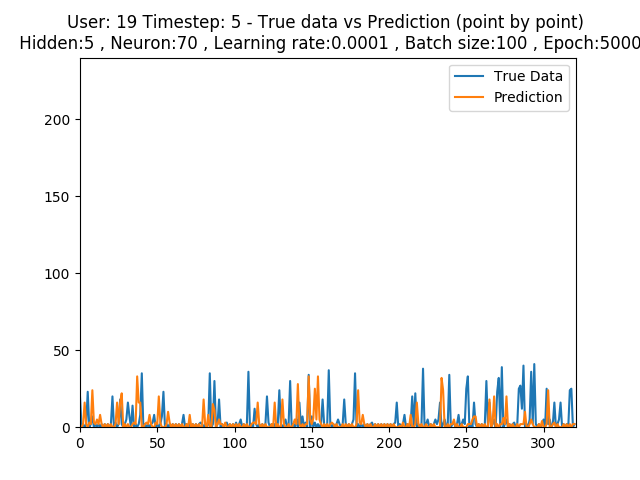 User: 19 Timestep: 5 - True data vs Prediction (point by point)
Hidden:5 , Neuron:70 , Learning rate:0.0001 , Batch size:100 , Epoch:5000
True Data
Prediction
200
150
100
50
0
0 50 100 150 200 250 300